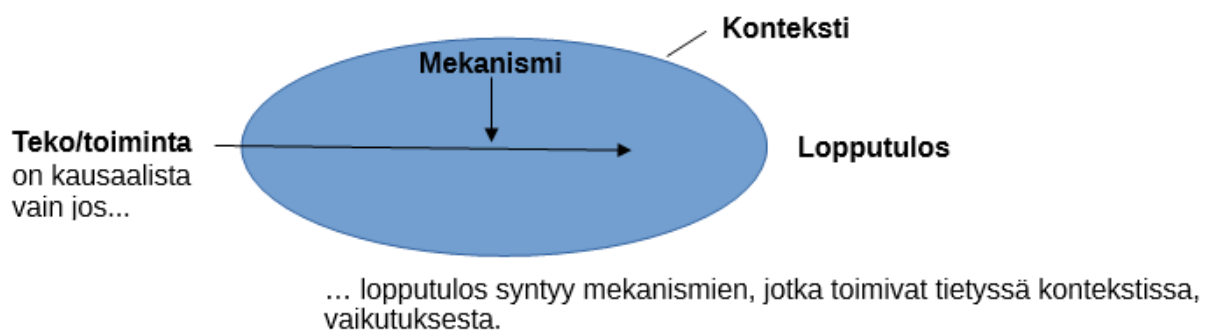 Konteksti
Mekanismi
Teko/toiminta
on kausaalista
vain jos...
Lopputulos
... lopputulos syntyy mekanismien, jotka toimivat tietyssä kontekstissa,
vaikutuksesta.